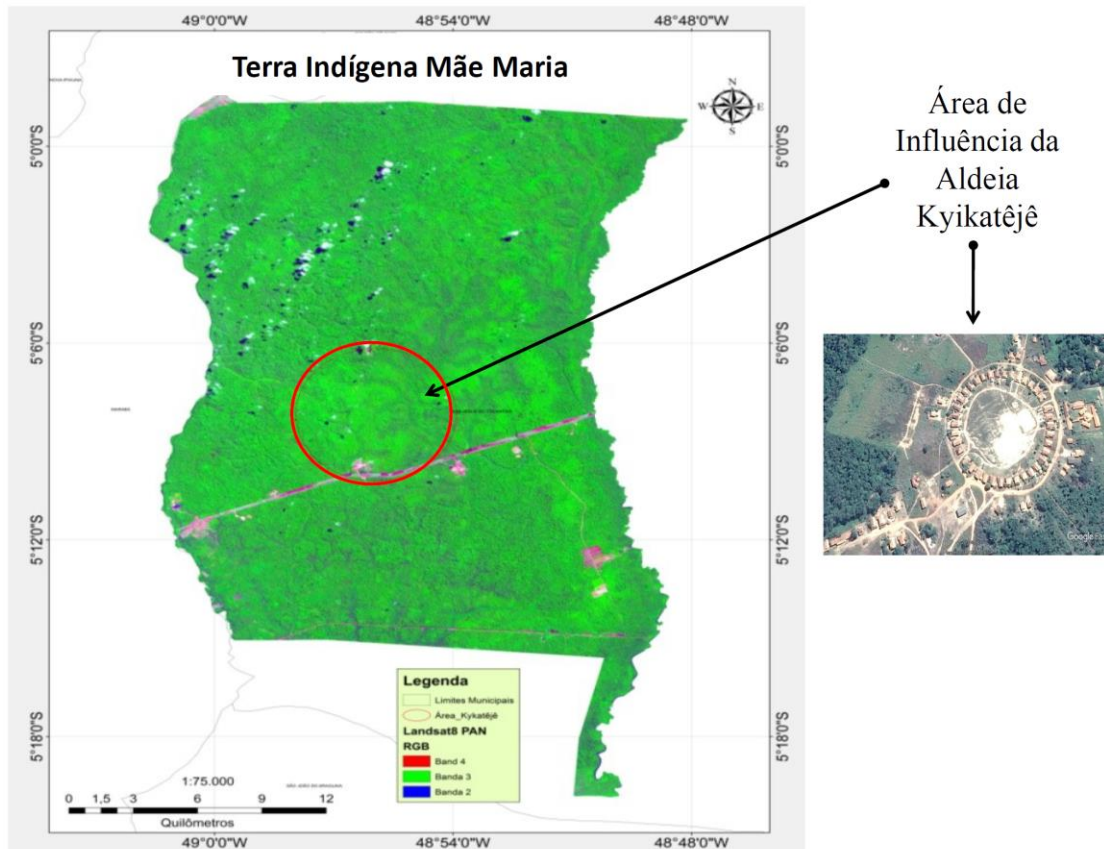 49°0'0"W
48°54'0"W
48°48'0"W
Terra Indígena Mãe Maria
N
W
E
S
Área de
Influência da
Aldeia
Kyikatêjê
5°0'0"S
5°0'0"S
5°6'0"S
5°6'0"S
5°12'0"S
5°12'0"S
5°18'0"S
5°18'0"S
Google
Legenda
Limites Municipais
Área_Kykatêjê
Landsat8 PAN
RGB
Band 4
Banda 3
Banda 2
1:75.000
0 1,5 3 6 9 12
Quilômetros
49°0'0"W
48°54'0"W
48°48'0"W